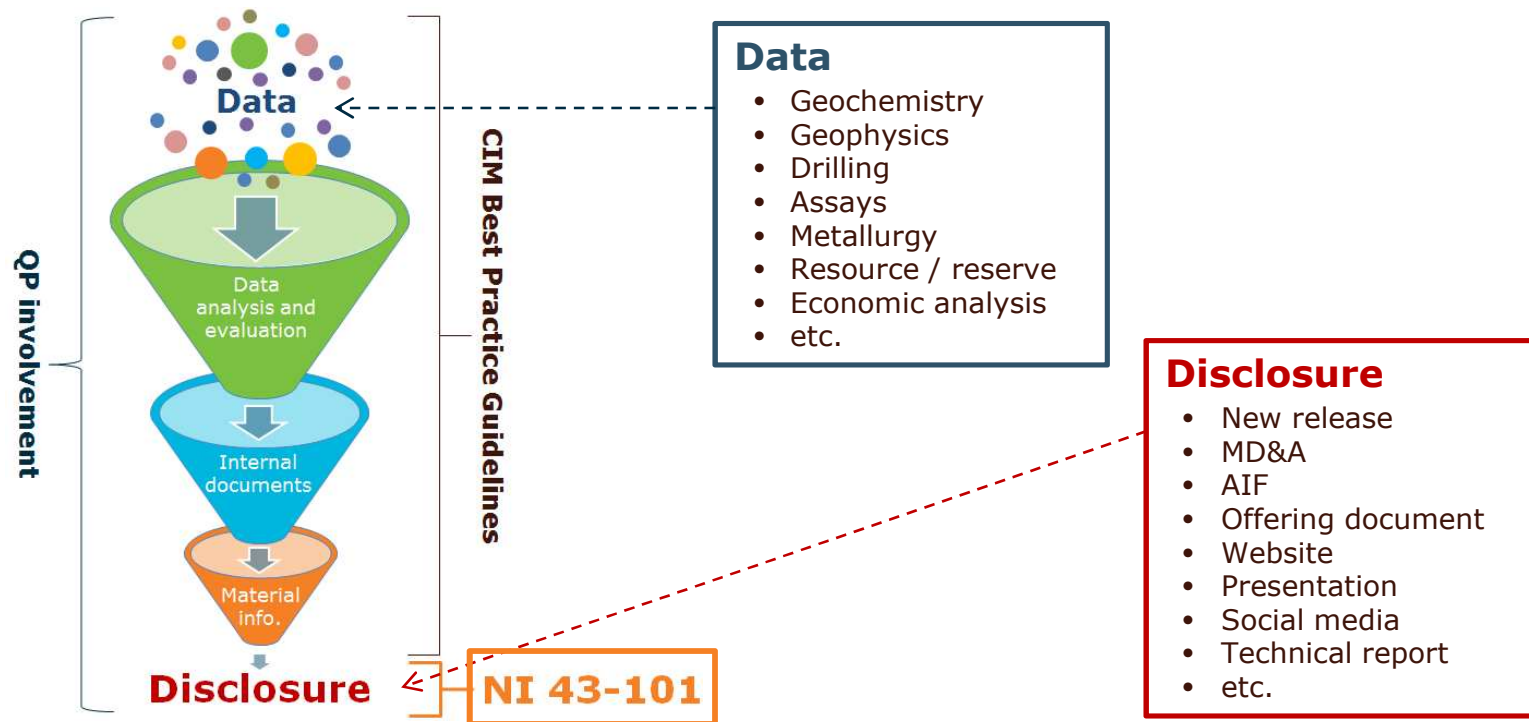 QP involvement
Data
Data
analysis and
evaluation
Internal
documents
Material
info.
Disclosure
CIM Best Practice Guidelines
NI 43-101
Data
• Geochemistry
• Geophysics
• Drilling
• Assays
• Metallurgy
• Resource / reserve
• Economic analysis
• etc.
Disclosure
• New release
• MD&A
• AIF
• Offering document
• Website
• Presentation
• Social media
• Technical report
• etc.